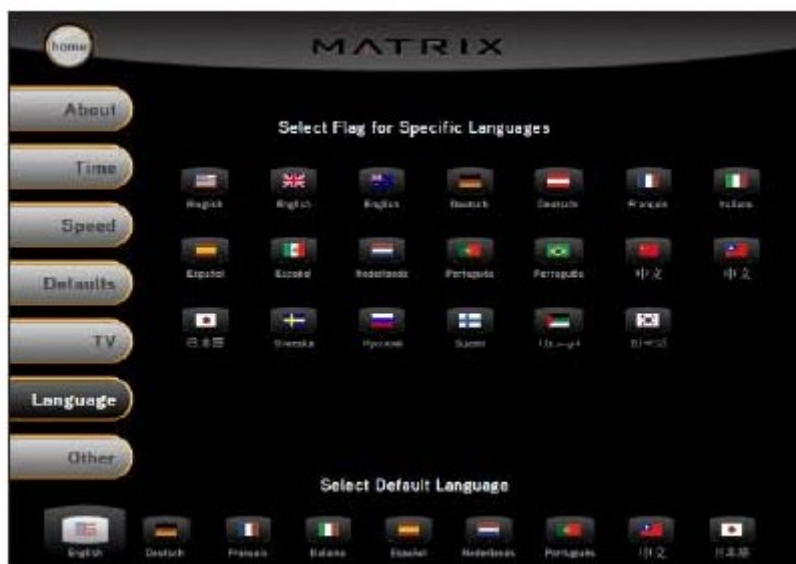 home
MATRIX
About
Time
Speed
Defaults
TV
Language
Other
Select Flag for Specific Languages
English English English Deutsch Deutsch Français Italiano
Español Español Nederlands Português Português 中文 中文
日本語 Svenska Русский Suomi
Select Default Language
English Deutsch Français Italiano Español Nederlands Português 中文 日本語